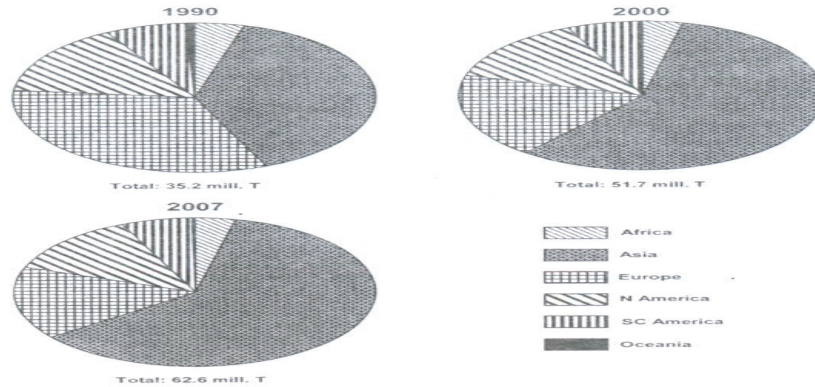 1990
Total: 35.2 mill. T
2000
Total: 51.7 mill. T
2007
Total: 62.6 mill. T
Africa
Asia
Europe
N America
SC America
Oceania